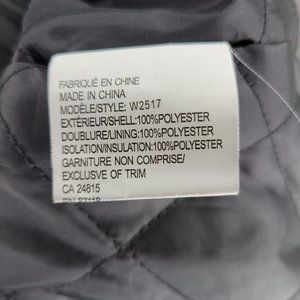 FABRIQUÉ EN CHINE
MADE IN CHINA
MODÈLE/STYLE: W2517
EXTÉRIEUR/SHELL:100%POLYESTER
DOUBLURE/LINING:100%POLYESTER
ISOLATION/INSULATION:100%POLYESTER
GARNITURE NON COMPRISE/
EXCLUSIVE OF TRIM
CA 24815